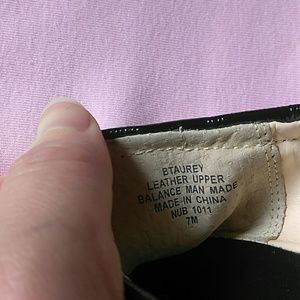 BTAUREY
LEATHER UPPER
BALANCE MAN MADE
MADE IN CHINA
NUB 1011
7M